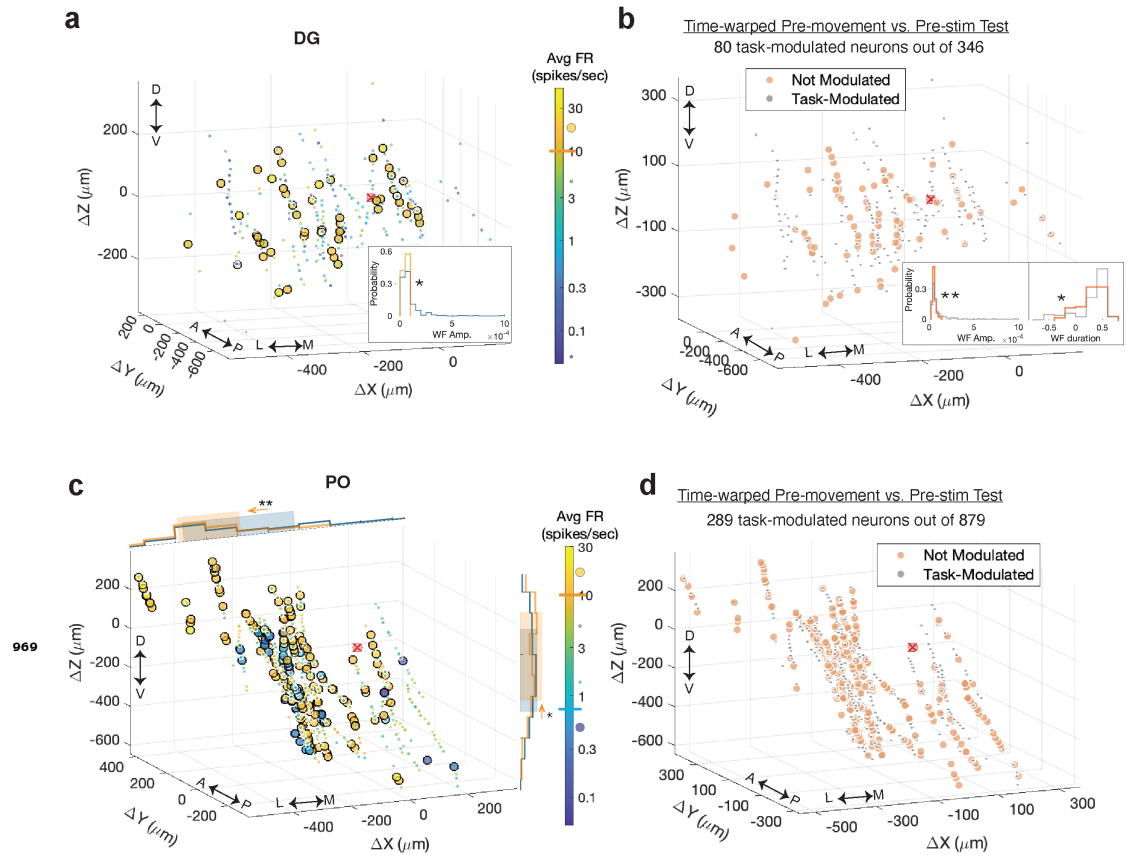 a
DG
Avg FR
(spikes/sec)
30
10
3
1
0.3
0.1
D
V
200
0
-200
ΔZ (μm)
200
0
-200
-400
-600
ΔY (μm)
A
P
L
M
-400
-200
0
ΔX (μm)
0.6
0.3
0
Probability
*
0
5
10
WF Amp.
×10⁻⁴
b
Time-warped Pre-movement vs. Pre-stim Test
80 task-modulated neurons out of 346
Not Modulated
Task-Modulated
D
V
300
100
-100
-300
ΔZ (μm)
0
-200
-400
-600
ΔY (μm)
A
P
L
M
-400
-200
0
ΔX (μm)
Probability
0.3
0
**
0
5
10
WF Amp.
×10⁻⁴
*
-0.5
0
0.5
WF duration
c
PO
**
Avg FR
(spikes/sec)
30
10
3
1
0.3
0.1
*
200
0
-200
-400
-600
ΔZ (μm)
D
V
400
200
0
-200
ΔY (μm)
A
P
L
M
-400
-200
0
200
ΔX (μm)
969
d
Time-warped Pre-movement vs. Pre-stim Test
289 task-modulated neurons out of 879
Not Modulated
Task-Modulated
200
0
-200
-400
-600
ΔZ (μm)
D
V
300
100
-100
-300
ΔY (μm)
A
P
L
M
-500
-300
-100
100
300
ΔX (μm)